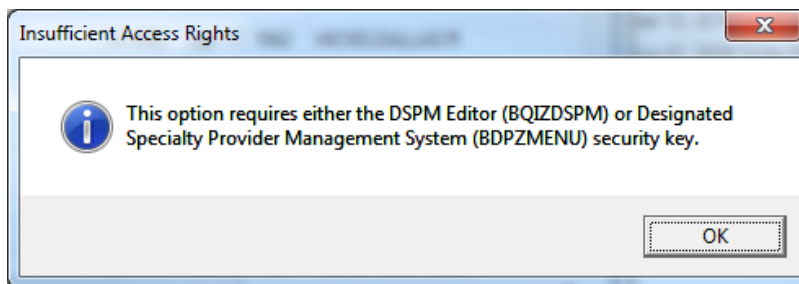 Insufficient Access Rights
This option requires either the DSPM Editor (BQIZDSPM) or Designated
Specialty Provider Management System (BDPZMENU) security key.
OK